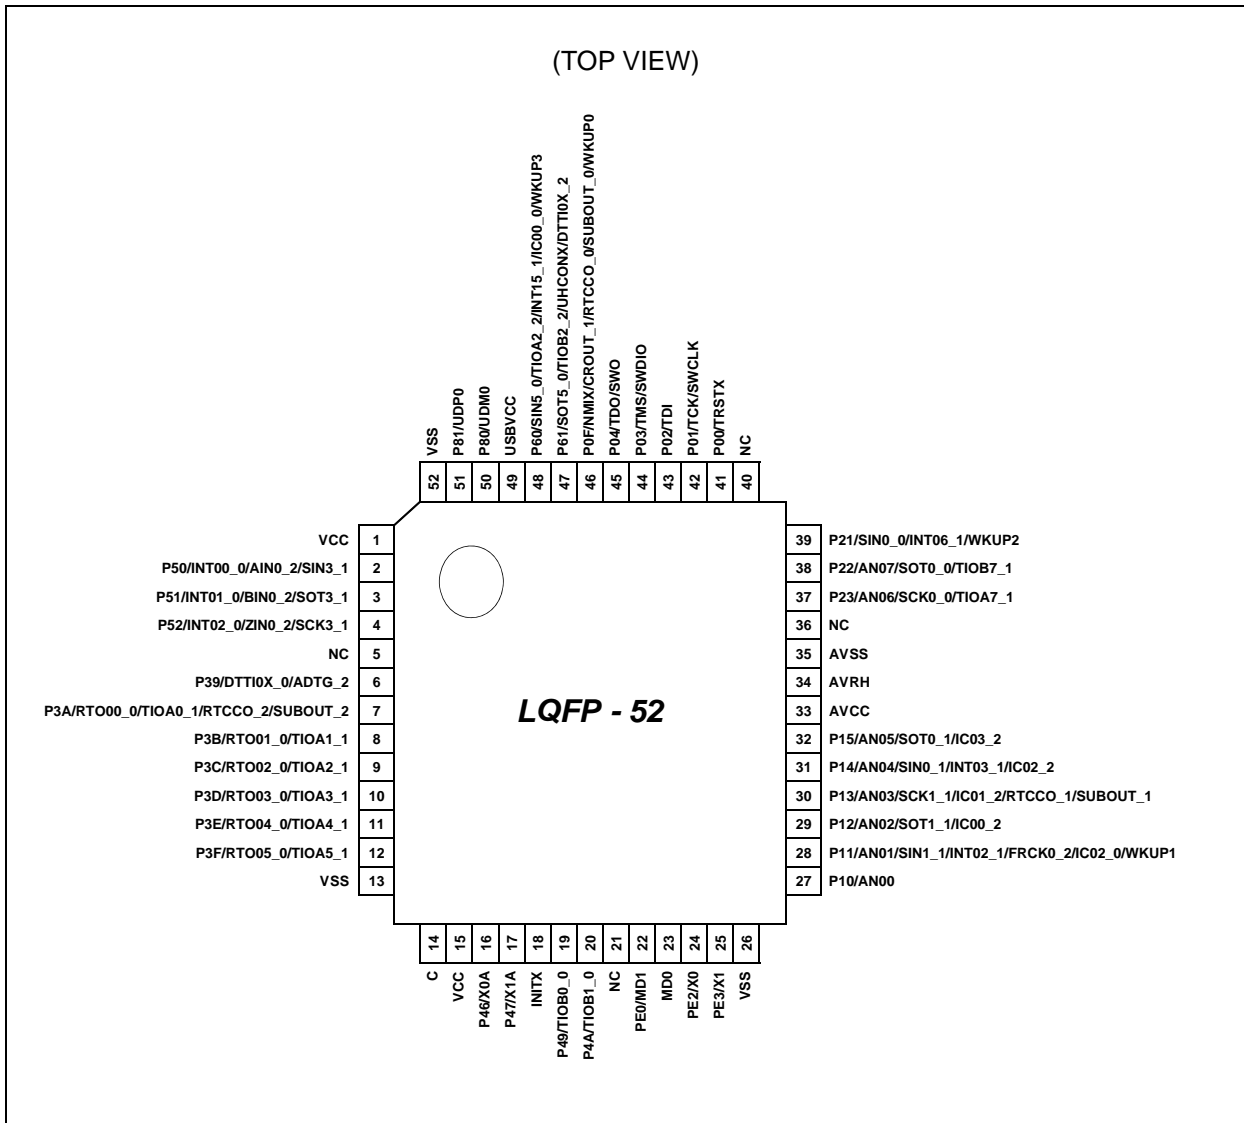 (TOP VIEW)
VSS
P81/UDP0
P80/UDM0
USBVCC
P60/SIN5_0/TIOA2_2/INT15_1/IC00_0/WKUP3
P61/SOT5_0/TIOB2_2/UHCONX/DTTI0X_2
P0F/NMIX/CROUT_1/RTCCO_0/SUBOUT_0/WKUP0
P04/TDO/SWO
P03/TMS/SWDIO
P02/TDI
P01/TCK/SWCLK
P00/TRSTX
NC
52
51
50
49
48
47
46
45
44
43
42
41
40
VCC 1
P50/INT00_0/AIN0_2/SIN3_1 2
P51/INT01_0/BIN0_2/SOT3_1 3
P52/INT02_0/ZIN0_2/SCK3_1 4
NC 5
P39/DTTI0X_0/ADTG_2 6
P3A/RTO00_0/TIOA0_1/RTCCO_2/SUBOUT_2 7
P3B/RTO01_0/TIOA1_1 8
P3C/RTO02_0/TIOA2_1 9
P3D/RTO03_0/TIOA3_1 10
P3E/RTO04_0/TIOA4_1 11
P3F/RTO05_0/TIOA5_1 12
VSS 13
LQFP - 52
39 P21/SIN0_0/INT06_1/WKUP2
38 P22/AN07/SOT0_0/TIOB7_1
37 P23/AN06/SCK0_0/TIOA7_1
36 NC
35 AVSS
34 AVRH
33 AVCC
32 P15/AN05/SOT0_1/IC03_2
31 P14/AN04/SIN0_1/INT03_1/IC02_2
30 P13/AN03/SCK1_1/IC01_2/RTCCO_1/SUBOUT_1
29 P12/AN02/SOT1_1/IC00_2
28 P11/AN01/SIN1_1/INT02_1/FRCK0_2/IC02_0/WKUP1
27 P10/AN00
14
15
16
17
18
19
20
21
22
23
24
25
26
C
VCC
P46/X0A
P47/X1A
INITX
P49/TIOB0_0
P4A/TIOB1_0
NC
PE0/MD1
MD0
PE2/X0
PE3/X1
VSS